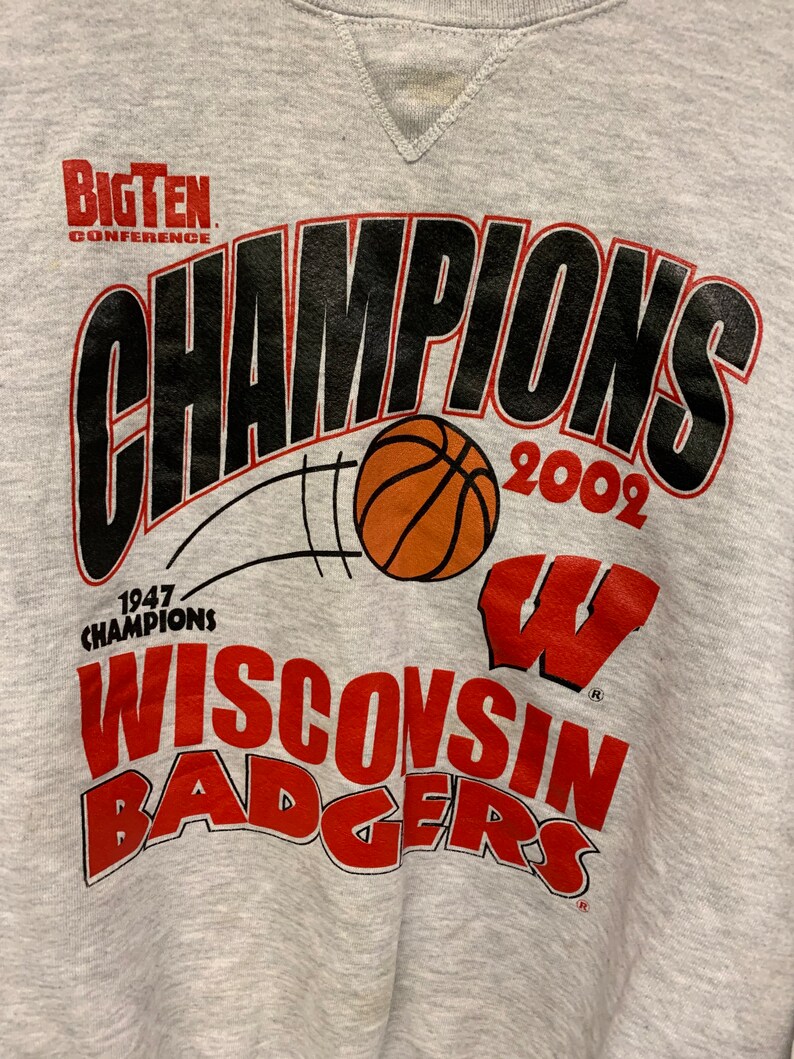 BIGTEN
CONFERENCE
CHAMPIONS
2002
1947
CHAMPIONS
W®
WISCONSIN
BADGERS®